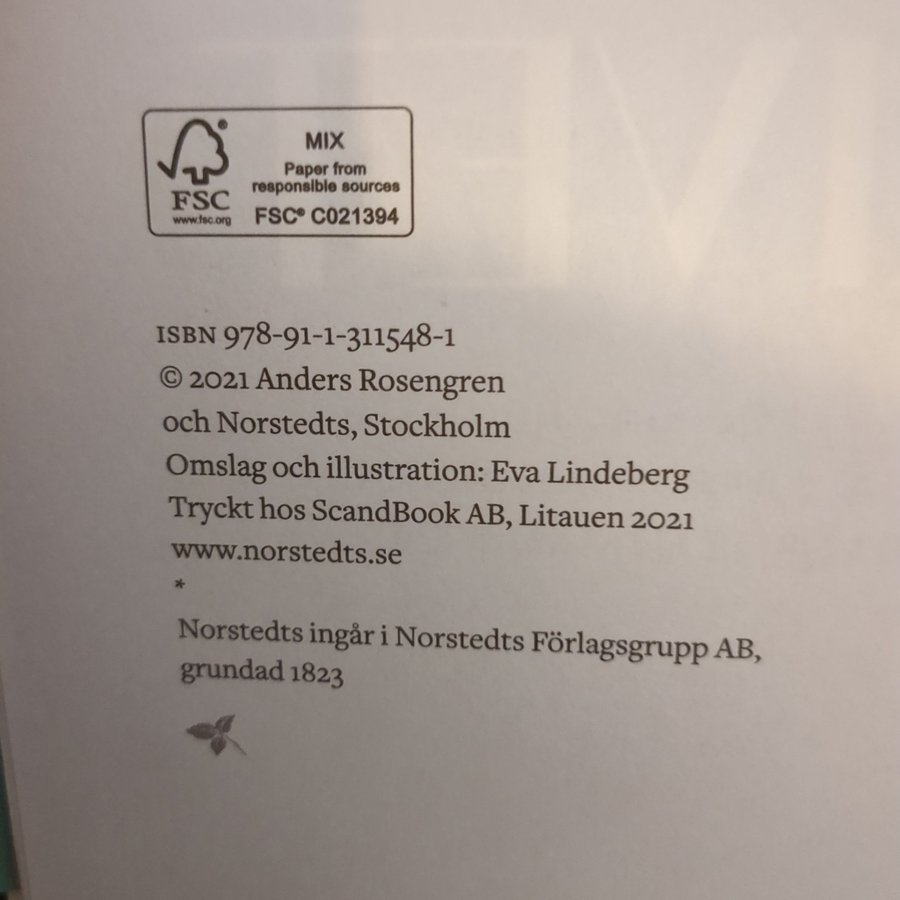 MIX
Paper from
responsible sources
FSC® C021394
FSC
www.fsc.org
ISBN 978-91-1-311548-1
© 2021 Anders Rosengren
och Norstedts, Stockholm
Omslag och illustration: Eva Lindeberg
Tryckt hos ScandBook AB, Litauen 2021
www.norstedts.se
*
Norstedts ingår i Norstedts Förlagsgrupp AB,
grundad 1823